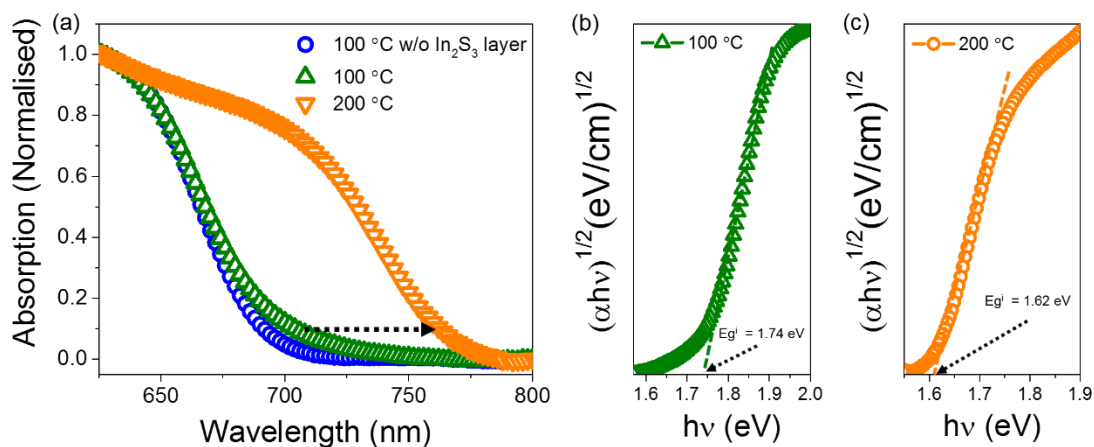 (a)
100 °C w/o In₂S₃ layer
100 °C
200 °C
Absorption (Normalised)
1.0
0.8
0.6
0.4
0.2
0.0
650 700 750 800
Wavelength (nm)
(b)
100 °C
(αhν)¹/² (eV/cm)¹/²
Egⁱ = 1.74 eV
1.6 1.7 1.8 1.9 2.0
hν (eV)
(c)
200 °C
(αhν)¹/² (eV/cm)¹/²
Egⁱ = 1.62 eV
1.6 1.7 1.8 1.9
hν (eV)